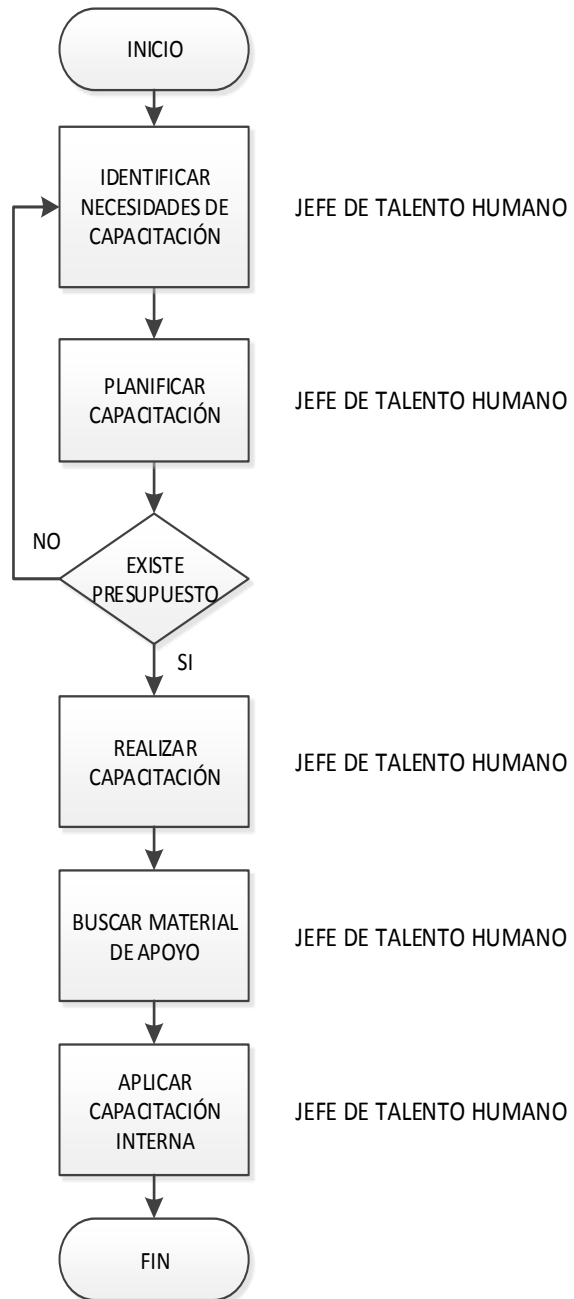 INICIO
IDENTIFICAR
NECESIDADES DE
CAPACITACIÓN
JEFE DE TALENTO HUMANO
PLANIFICAR
CAPACITACIÓN
JEFE DE TALENTO HUMANO
NO
EXISTE
PRESUPUESTO
SI
REALIZAR
CAPACITACIÓN
JEFE DE TALENTO HUMANO
BUSCAR MATERIAL
DE APOYO
JEFE DE TALENTO HUMANO
APLICAR
CAPACITACIÓN
INTERNA
JEFE DE TALENTO HUMANO
FIN